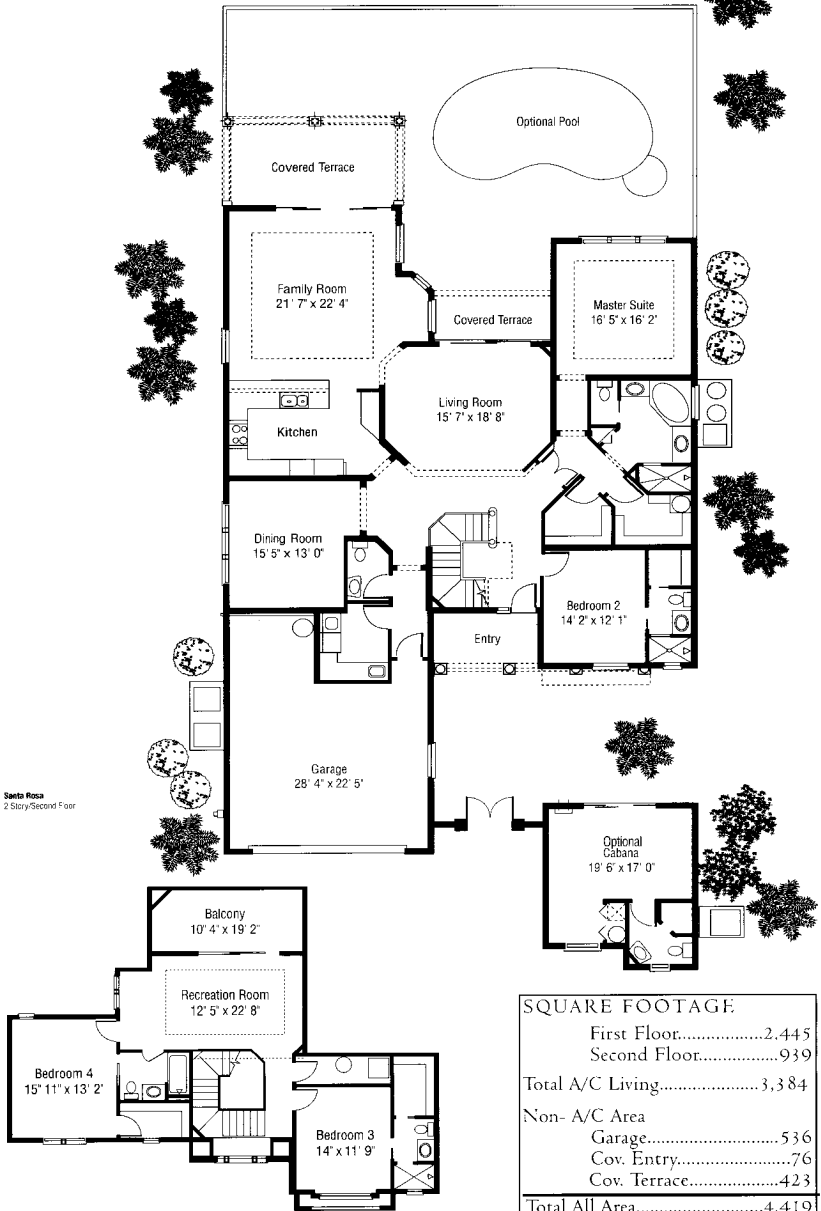 Optional Pool
Covered Terrace
Family Room
21' 7" x 22' 4"
Master Suite
16' 5" x 16' 2"
Covered Terrace
Living Room
15' 7" x 18' 8"
Kitchen
Dining Room
15' 5" x 13' 0"
Bedroom 2
14' 2" x 12' 1"
Entry
Garage
28' 4" x 22' 5"
Santa Rosa
2 Story/Second Floor
Optional
Cabana
19' 6" x 17' 0"
Balcony
10' 4" x 19' 2"
Recreation Room
12' 5" x 22' 8"
Bedroom 4
15" 11" x 13' 2'
Bedroom 3
14" x 11' 9"
SQUARE FOOTAGE
First Floor.................2,445
Second Floor.................939
Total A/C Living...................3,384
Non- A/C Area
Garage............................536
Cov. Entry.......................76
Cov. Terrace..................423
Total All Area...................4,419